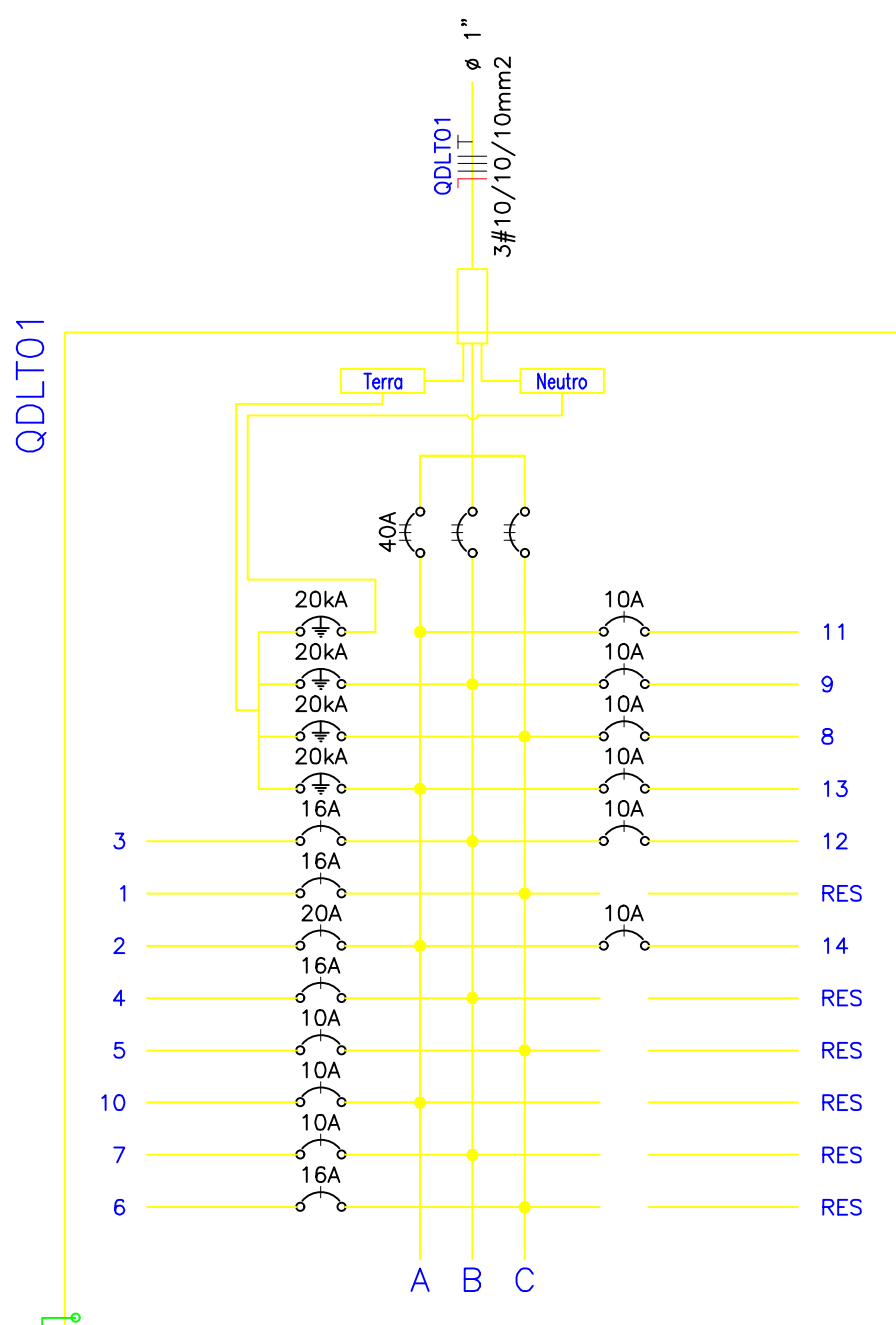 ø 1"
QDLT01
3#10/10/10mm2
QDLT01
Terra
Neutro
40A
20kA
10A
11
20kA
10A
9
20kA
10A
8
20kA
10A
13
16A
10A
3
12
16A
1
RES
20A
10A
2
14
16A
4
RES
10A
5
RES
10A
10
RES
10A
7
RES
16A
6
RES
A B C